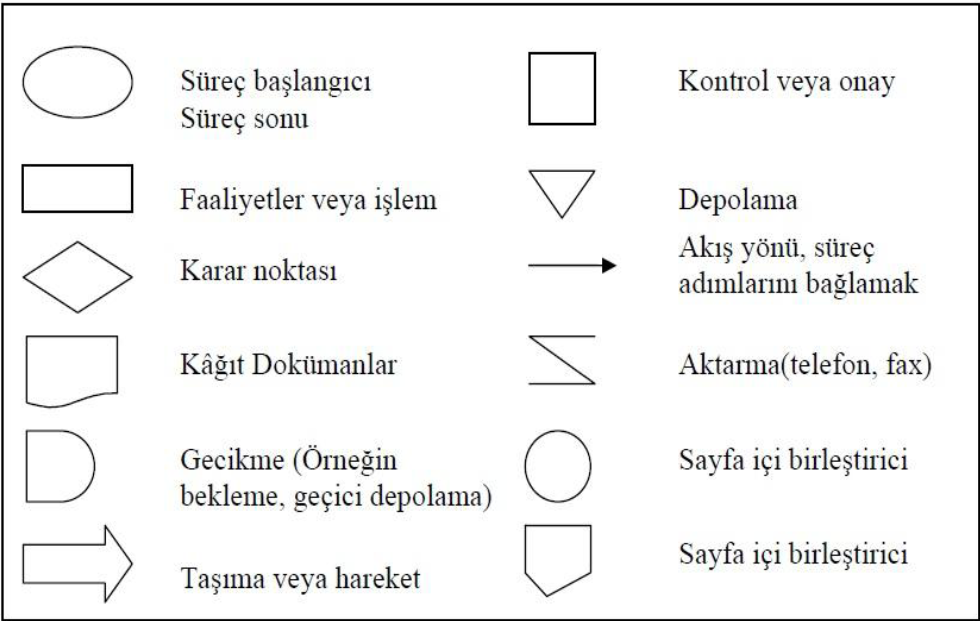 Süreç başlangıcı
Süreç sonu
Faaliyetler veya işlem
Karar noktası
Kâğıt Dokümanlar
Gecikme (Örneğin
bekleme, geçici depolama)
Taşıma veya hareket
Kontrol veya onay
Depolama
Akış yönü, süreç
adımlarını bağlamak
Aktarma(telefon, fax)
Sayfa içi birleştirici
Sayfa içi birleştirici